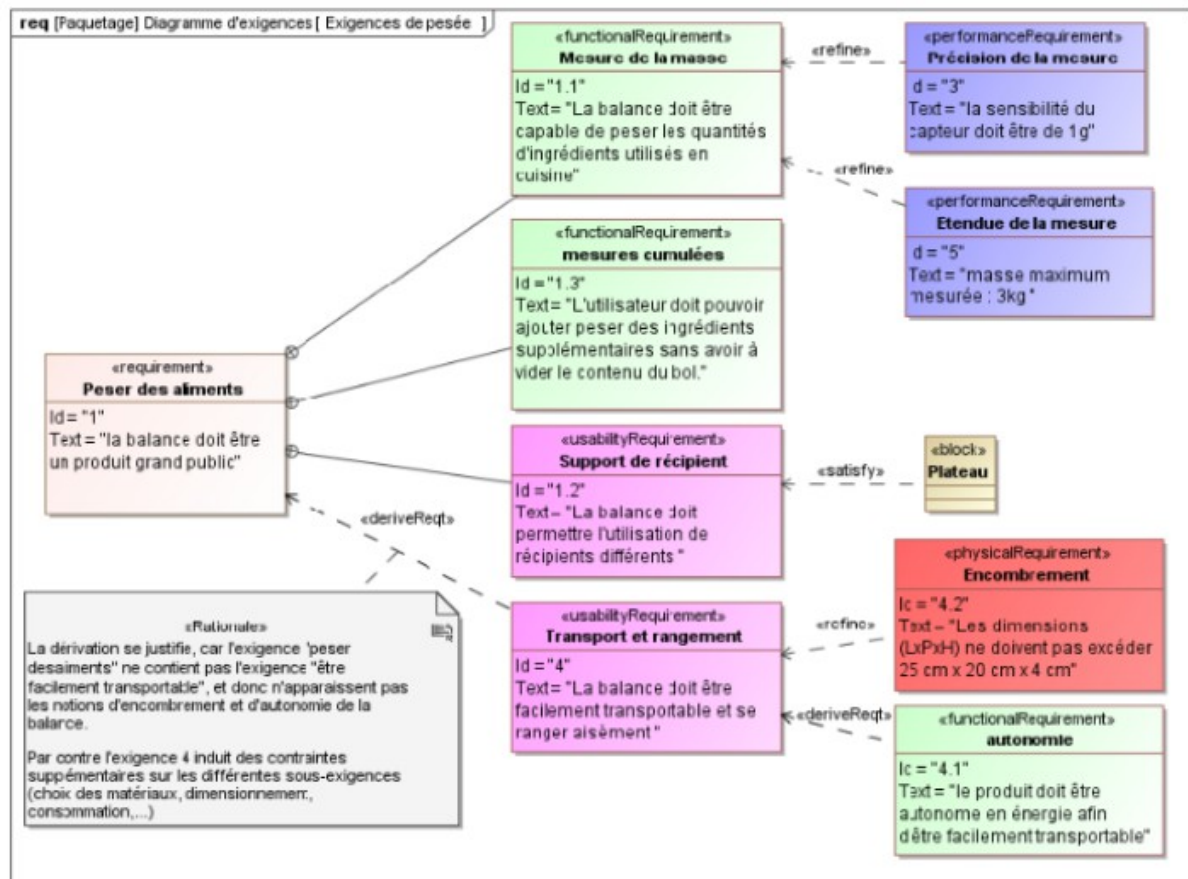 req [Paquetage] Diagramme d'exigences [ Exigences de pesée ]
«functionalRequirement»
Mesure de la masse
Id = "1.1"
Text = "La balance doit être
capable de peser les quantités
d'ingrédients utilisés en
cuisine"
«refine»
«performanceRequirement»
Précision de la mesure
Id = "3"
Text = "la sensibilité du
capteur doit être de 1g"
«refine»
«performanceRequirement»
Etendue de la mesure
Id = "5"
Text = "masse maximum
mesurée : 3kg "
«functionalRequirement»
mesures cumulées
Id = "1.3"
Text = "L'utilisateur doit pouvoir
ajouter peser des ingrédients
supplémentaires sans avoir à
vider le contenu du bol."
«requirement»
Peser des aliments
Id = "1"
Text = "la balance doit être
un produit grand public"
«usabilityRequirement»
Support de récipient
Id = "1.2"
Text = "La balance doit
permettre l'utilisation de
récipients différents "
«satisfy»
«block»
Plateau
«deriveReqt»
«usabilityRequirement»
Transport et rangement
Id = "4"
Text = "La balance doit être
facilement transportable et se
ranger aisèment "
«refine»
«physicalRequirement»
Encombrement
Id = "4.2"
Text = "Les dimensions
(LxPxH) ne doivent pas excéder
25 cm x 20 cm x 4 cm"
«deriveReqt»
«functionalRequirement»
autonomie
Id = "4.1"
Text = "le produit doit être
autonome en énergie afin
d'être facilement transportable"
«Rationale»
La dérivation se justifie, car l'exigence "peser
desaiments" ne contient pas l'exigence "être
facilement transportable", et donc n'apparaissent pas
les notions d'encombrement et d'autonomie de la
balance.
Par contre l'exigence 4 induit des contraintes
suppémentaires sur les différentes sous-exigences
(choix des matériaux, dimensionnement,
consommation,...)